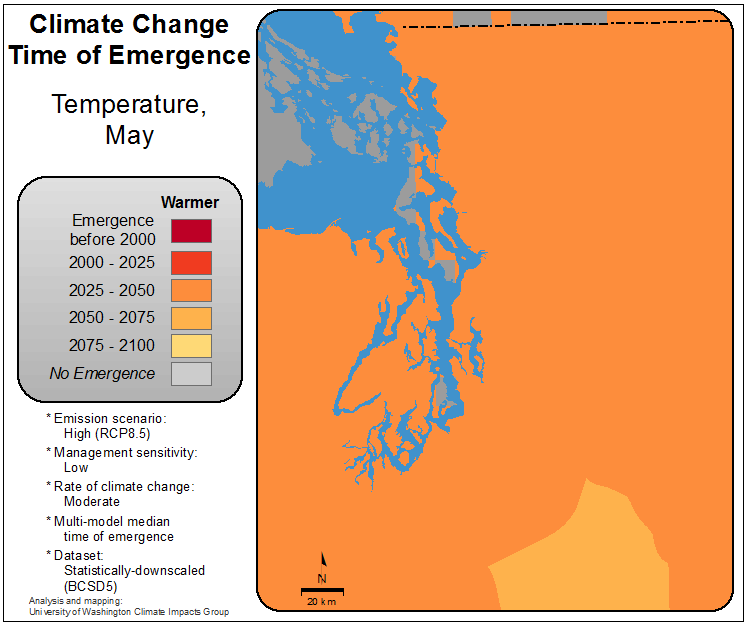 Climate Change
Time of Emergence
Temperature,
May
Warmer
Emergence
before 2000
2000 - 2025
2025 - 2050
2050 - 2075
2075 - 2100
No Emergence
* Emission scenario:
High (RCP8.5)
* Management sensitivity:
Low
* Rate of climate change:
Moderate
* Multi-model median
time of emergence
* Dataset:
Statistically-downscaled
(BCSD5)
Analysis and mapping:
University of Washington Climate Impacts Group
N
20 km